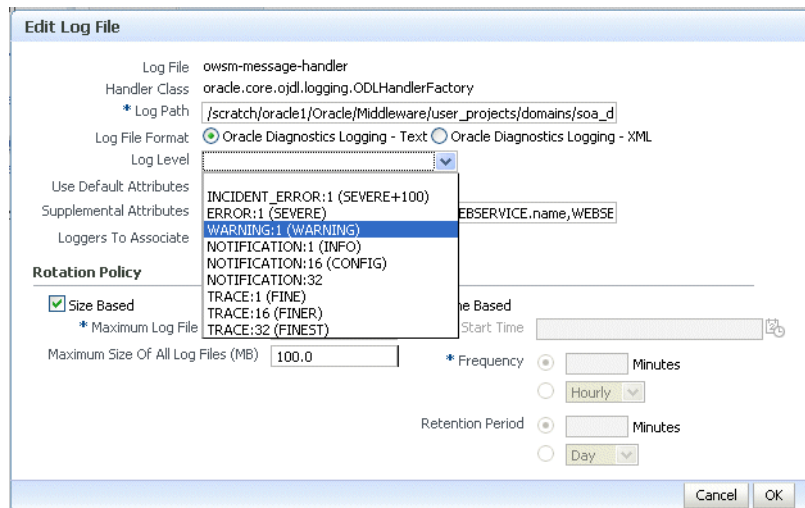 Edit Log File
Log File owsm-message-handler
Handler Class oracle.core.ojdl.logging.ODLHandlerFactory
* Log Path /scratch/oracle1/Oracle/Middleware/user_projects/domains/soa_d
Log File Format Oracle Diagnostics Logging - Text Oracle Diagnostics Logging - XML
Log Level
Use Default Attributes
INCIDENT_ERROR:1 (SEVERE+100)
Supplemental Attributes ERROR:1 (SEVERE) EBSERVICE.name,WEBSE
WARNING:1 (WARNING)
Loggers To Associate NOTIFICATION:1 (INFO)
NOTIFICATION:16 (CONFIG)
Rotation Policy NOTIFICATION:32
TRACE:1 (FINE)
Size Based TRACE:16 (FINER) Based
* Maximum Log File TRACE:32 (FINEST) Start Time
Maximum Size Of All Log Files (MB) 100.0 * Frequency Minutes
Hourly
Retention Period Minutes
Day
Cancel OK